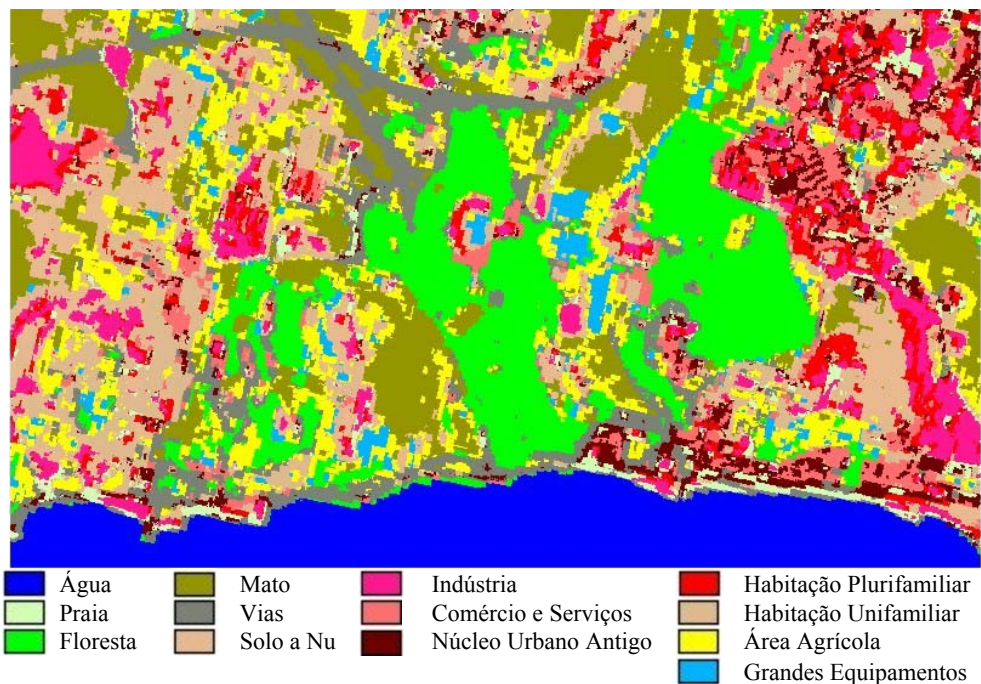 Água Mato Indústria Habitação Plurifamiliar
Praia Vias Comércio e Serviços Habitação Unifamiliar
Floresta Solo a Nu Núcleo Urbano Antigo Área Agrícola
Grandes Equipamentos